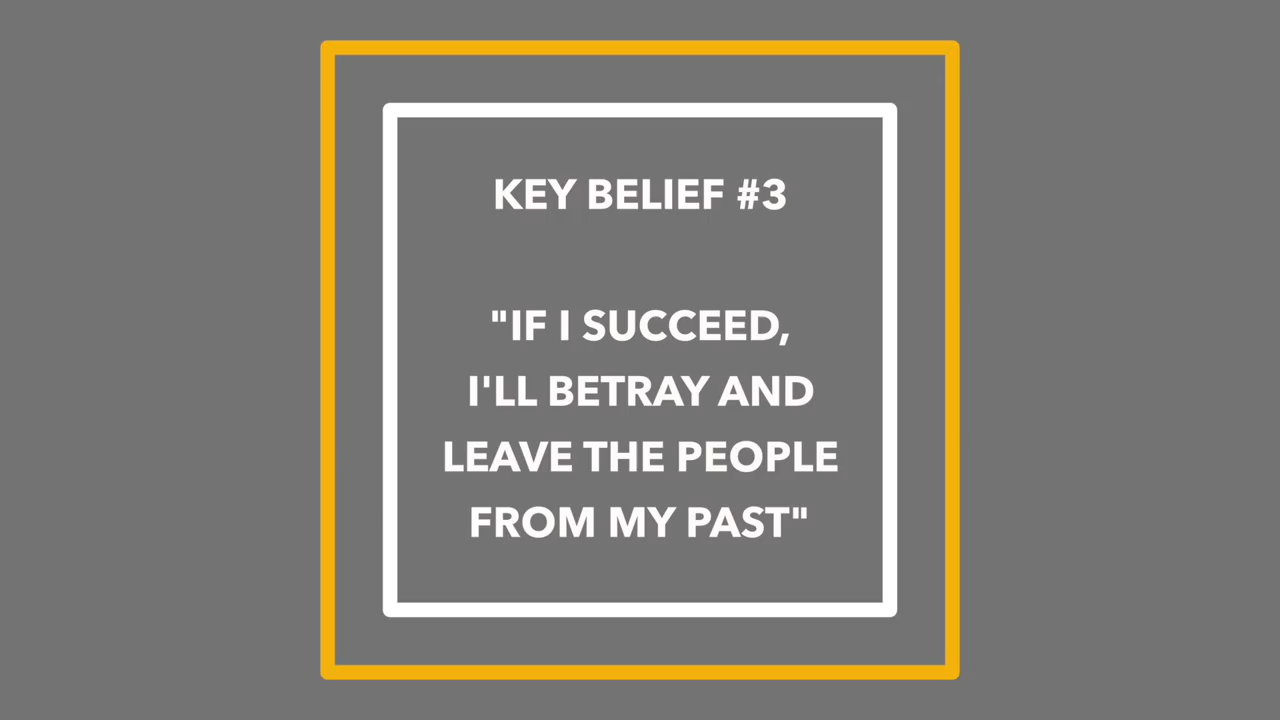 KEY BELIEF #3
"IF I SUCCEED,
I'LL BETRAY AND
LEAVE THE PEOPLE
FROM MY PAST"